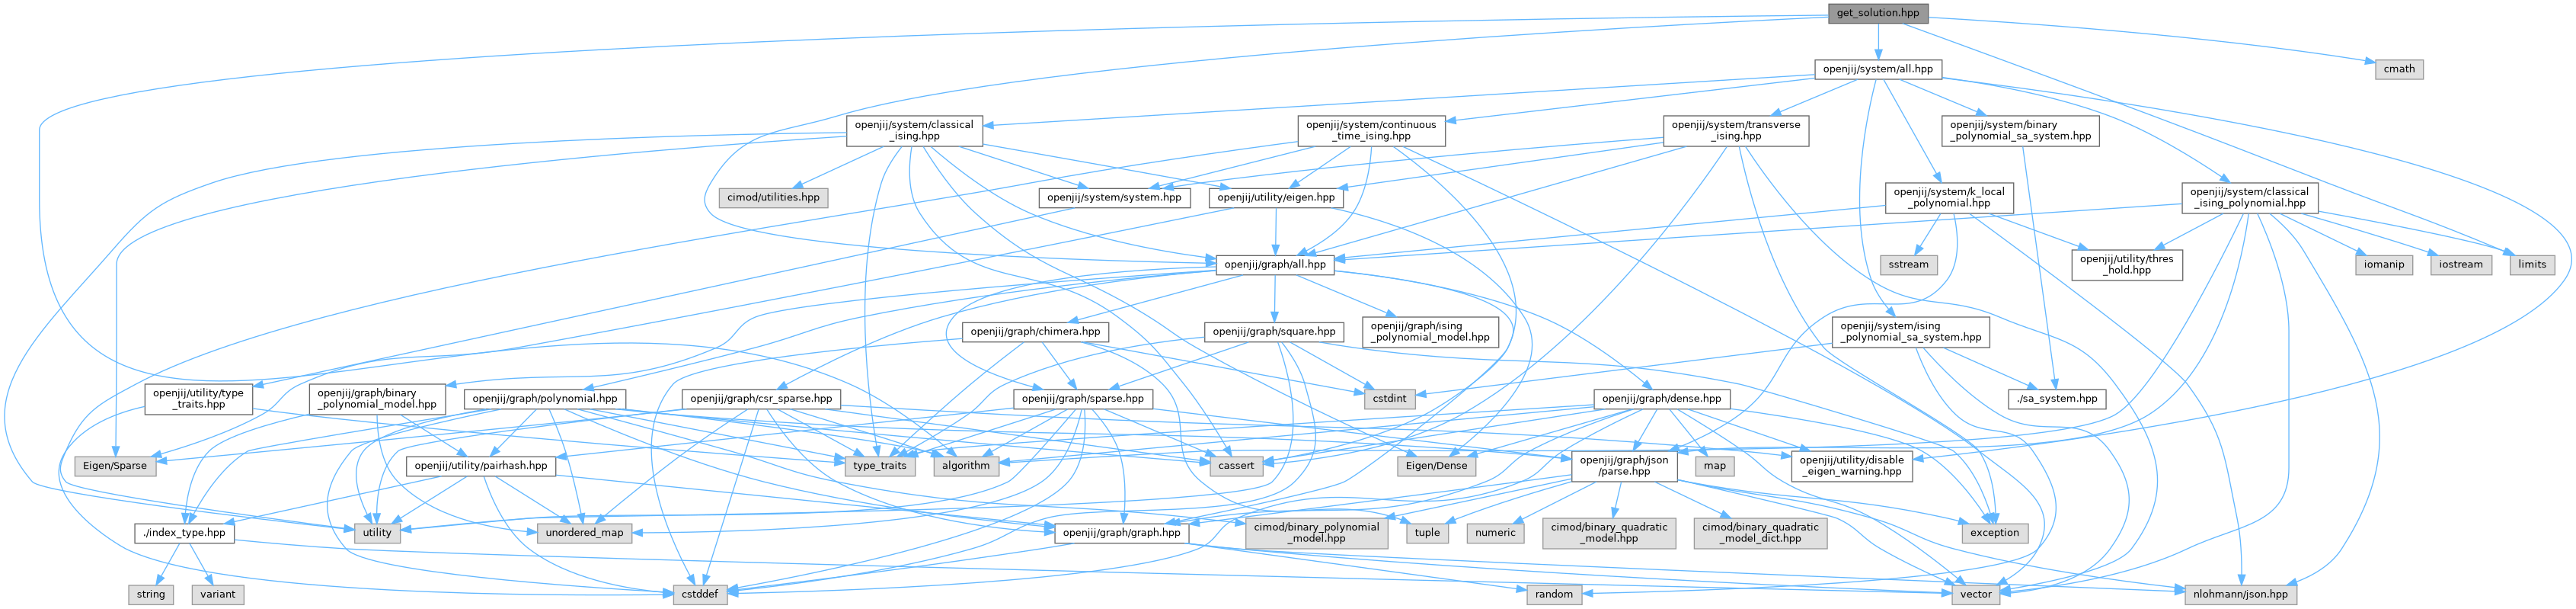 get_solution.hpp
openjij/system/all.hpp
cmath
openjij/system/classical
_ising.hpp
openjij/system/continuous
_time_ising.hpp
openjij/system/transverse
_ising.hpp
openjij/system/binary
_polynomial_sa_system.hpp
cimod/utilities.hpp
openjij/system/system.hpp
openjij/utility/eigen.hpp
openjij/system/k_local
_polynomial.hpp
openjij/system/classical
_ising_polynomial.hpp
openjij/graph/all.hpp
sstream
openjij/utility/thres
_hold.hpp
iomanip
iostream
limits
openjij/graph/chimera.hpp
openjij/graph/square.hpp
openjij/graph/ising
_polynomial_model.hpp
openjij/system/ising
_polynomial_sa_system.hpp
openjij/utility/type
_traits.hpp
openjij/graph/binary
_polynomial_model.hpp
openjij/graph/polynomial.hpp
openjij/graph/csr_sparse.hpp
openjij/graph/sparse.hpp
cstdint
openjij/graph/dense.hpp
./sa_system.hpp
Eigen/Sparse
openjij/utility/pairhash.hpp
type_traits
algorithm
cassert
Eigen/Dense
openjij/graph/json
/parse.hpp
map
openjij/utility/disable
_eigen_warning.hpp
./index_type.hpp
utility
unordered_map
openjij/graph/graph.hpp
cimod/binary_polynomial
_model.hpp
tuple
numeric
cimod/binary_quadratic
_model.hpp
cimod/binary_quadratic
_model_dict.hpp
exception
string
variant
cstddef
random
vector
nlohmann/json.hpp